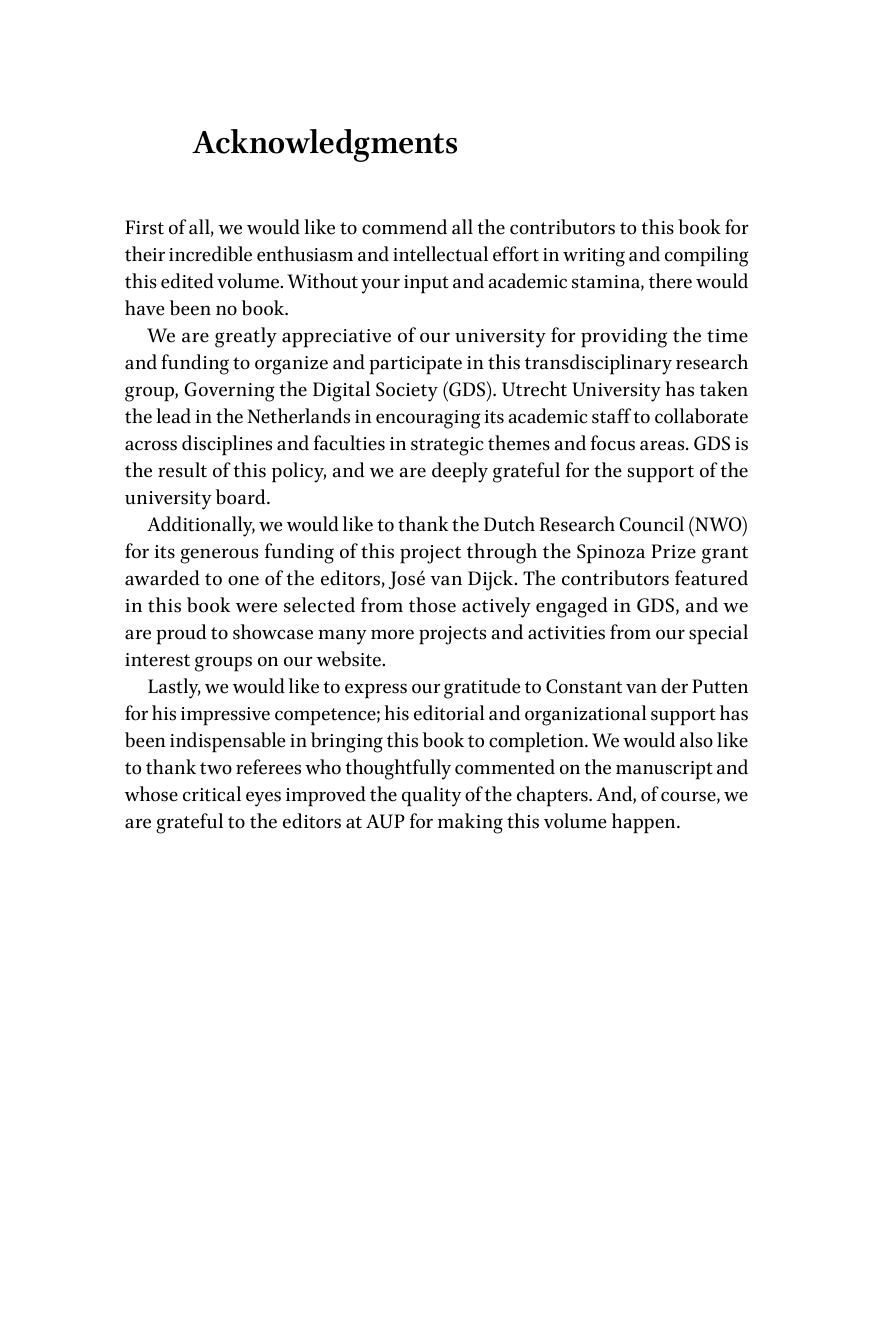 Acknowledgments
First of all, we would like to commend all the contributors to this book for
their incredible enthusiasm and intellectual effort in writing and compiling
this edited volume. Without your input and academic stamina, there would
have been no book.
We are greatly appreciative of our university for providing the time
and funding to organize and participate in this transdisciplinary research
group, Governing the Digital Society (GDS). Utrecht University has taken
the lead in the Netherlands in encouraging its academic staff to collaborate
across disciplines and faculties in strategic themes and focus areas. GDS is
the result of this policy, and we are deeply grateful for the support of the
university board.
Additionally, we would like to thank the Dutch Research Council (NWO)
for its generous funding of this project through the Spinoza Prize grant
awarded to one of the editors, José van Dijck. The contributors featured
in this book were selected from those actively engaged in GDS, and we
are proud to showcase many more projects and activities from our special
interest groups on our website.
Lastly, we would like to express our gratitude to Constant van der Putten
for his impressive competence; his editorial and organizational support has
been indispensable in bringing this book to completion. We would also like
to thank two referees who thoughtfully commented on the manuscript and
whose critical eyes improved the quality of the chapters. And, of course, we
are grateful to the editors at AUP for making this volume happen.